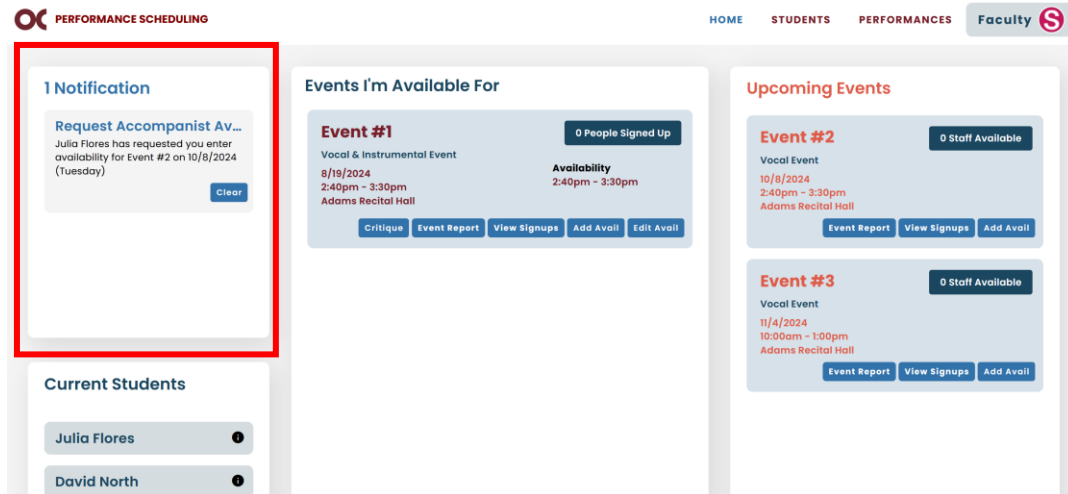 OC PERFORMANCE SCHEDULING
HOME STUDENTS PERFORMANCES Faculty S
1 Notification
Request Accompanist Av...
Julia Flores has requested you enter
availability for Event #2 on 10/8/2024
(Tuesday)
Clear
Current Students
Julia Flores
David North
Events I'm Available For
Event #1
0 People Signed Up
Vocal & Instrumental Event
8/19/2024
2:40pm - 3:30pm
Adams Recital Hall
Availability
2:40pm - 3:30pm
Critique Event Report View Signups Add Avail Edit Avail
Upcoming Events
Event #2
0 Staff Available
Vocal Event
10/8/2024
2:40pm - 3:30pm
Adams Recital Hall
Event Report View Signups Add Avail
Event #3
0 Staff Available
Vocal Event
11/4/2024
10:00am - 1:00pm
Adams Recital Hall
Event Report View Signups Add Avail